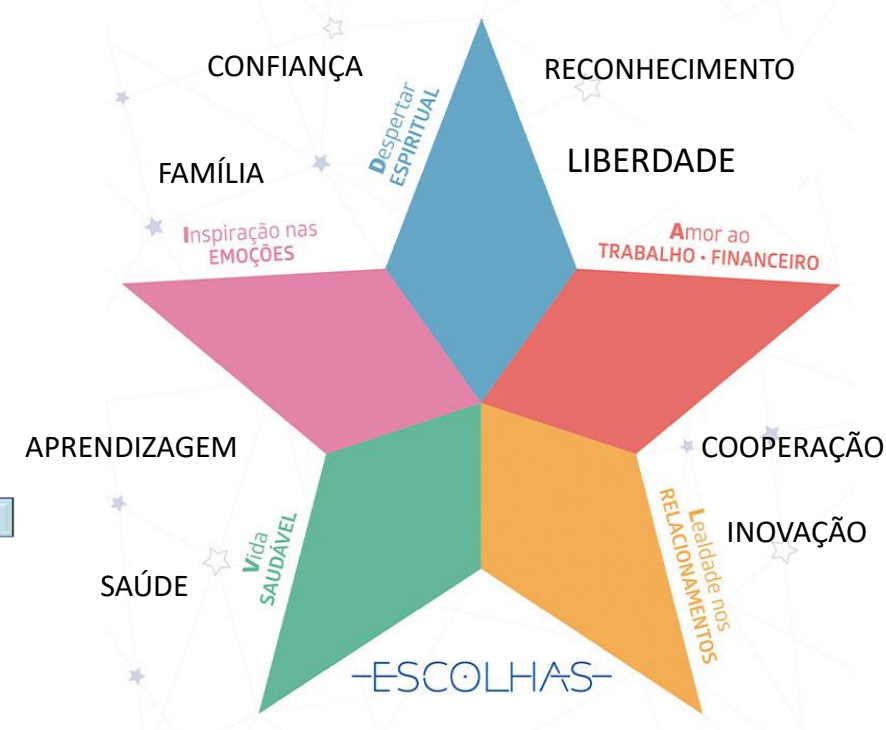 CONFIANÇA
RECONHECIMENTO
Despertar
ESPIRITUAL
LIBERDADE
FAMÍLIA
Inspiração nas
EMOÇÕES
Amor ao
TRABALHO • FINANCEIRO
APRENDIZAGEM
COOPERAÇÃO
Vida
SAUDÁVEL
Lealdade nos
RELACIONAMENTOS
INOVAÇÃO
SAÚDE
ESCOLHAS